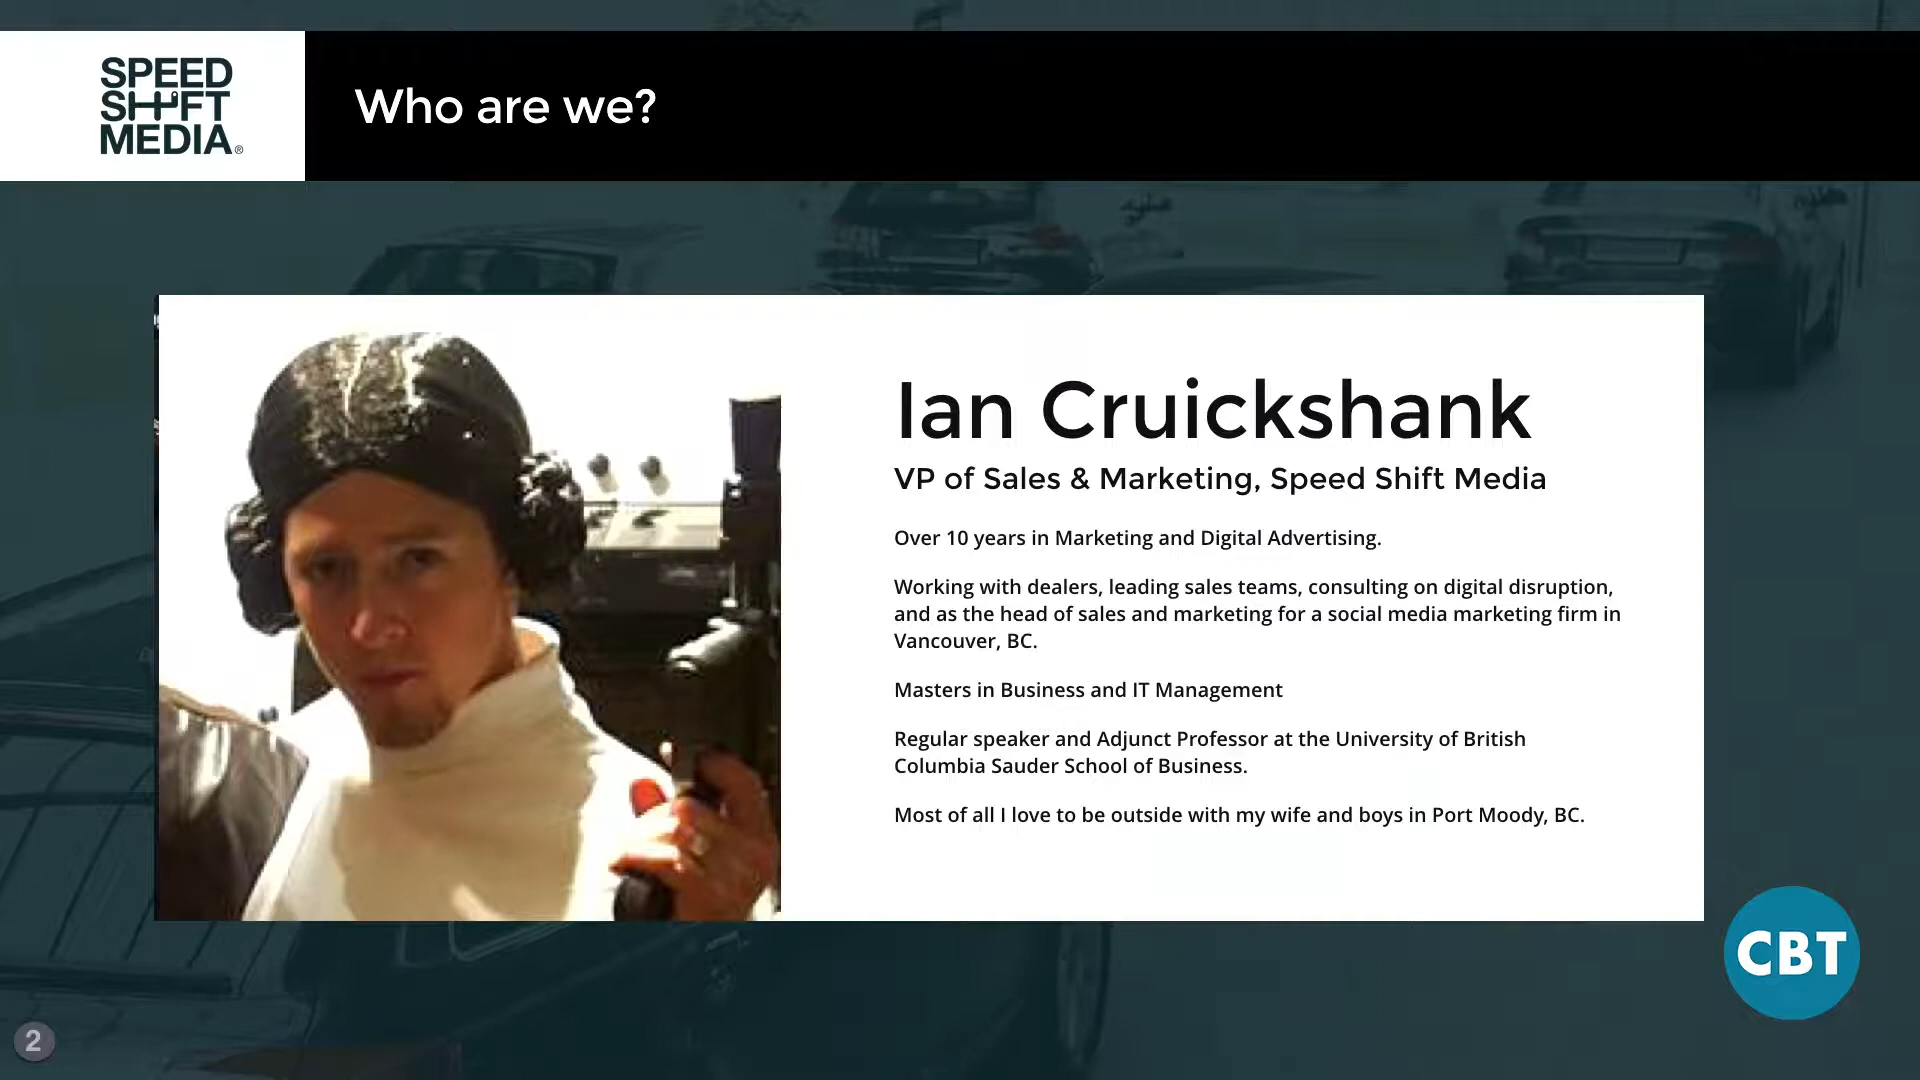 SPEED
SHIFT
MEDIA®
Who are we?
Ian Cruickshank
VP of Sales & Marketing, Speed Shift Media
Over 10 years in Marketing and Digital Advertising.
Working with dealers, leading sales teams, consulting on digital disruption,
and as the head of sales and marketing for a social media marketing firm in
Vancouver, BC.
Masters in Business and IT Management
Regular speaker and Adjunct Professor at the University of British
Columbia Sauder School of Business.
Most of all I love to be outside with my wife and boys in Port Moody, BC.
CBT
2